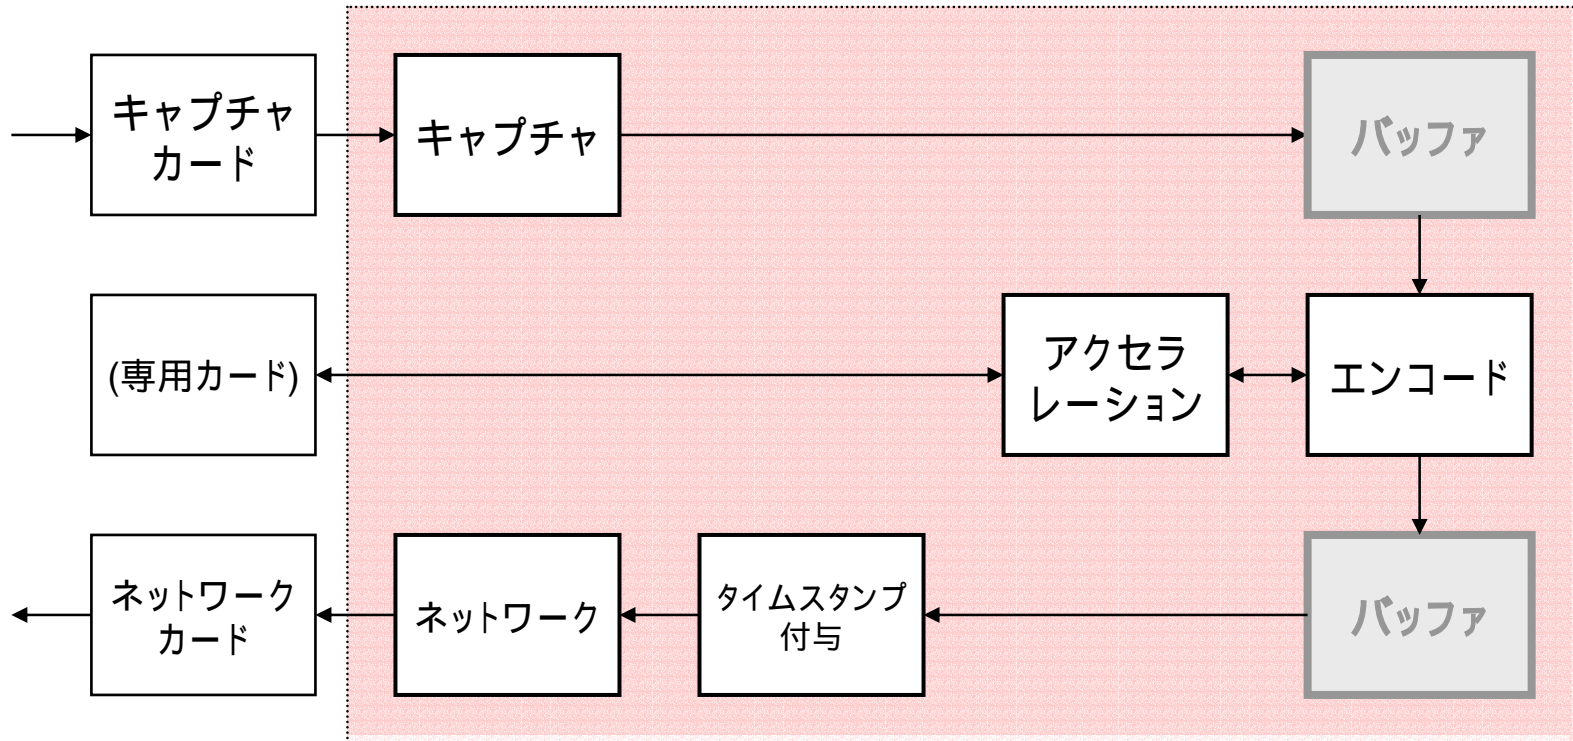 キャプチャ
カード
キャプチャ
バッファ
(専用カード)
アクセラ
レーション
エンコード
ネットワーク
カード
ネットワーク
タイムスタンプ
付与
バッファ